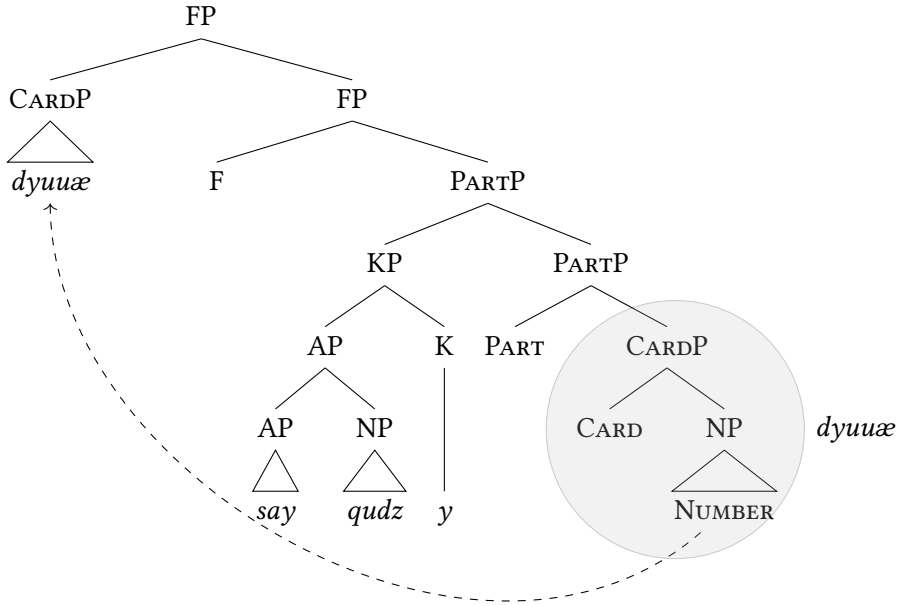 FP
CARDP FP
dyuuæ F PARTP
KP PARTP
AP K PART CARDP
AP NP CARD NP dyuuæ
say qudz y NUMBER